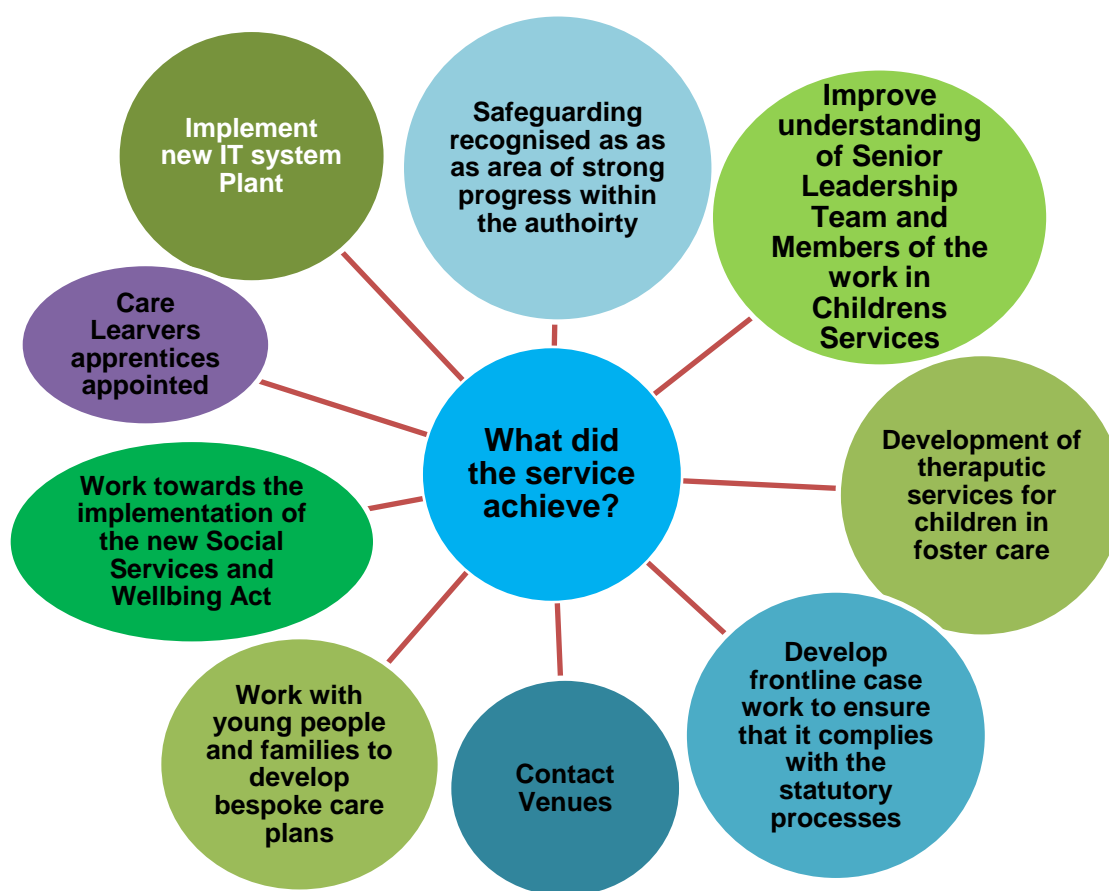 Implement
new IT system
Plant
Safeguarding
recognised as as
as area of strong
progress within
the authoirty
Improve
understanding
of Senior
Leadership
Team and
Members of the
work in
Childrens
Services
Care
Learvers
apprentices
appointed
What did
the service
achieve?
Development of
theraputic
services for
children in
foster care
Work towards the
implementation of
the new Social
Services and
Wellbing Act
Develop
frontline case
work to ensure
that it complies
with the
statutory
processes
Work with
young people
and families to
develop
bespoke care
plans
Contact
Venues